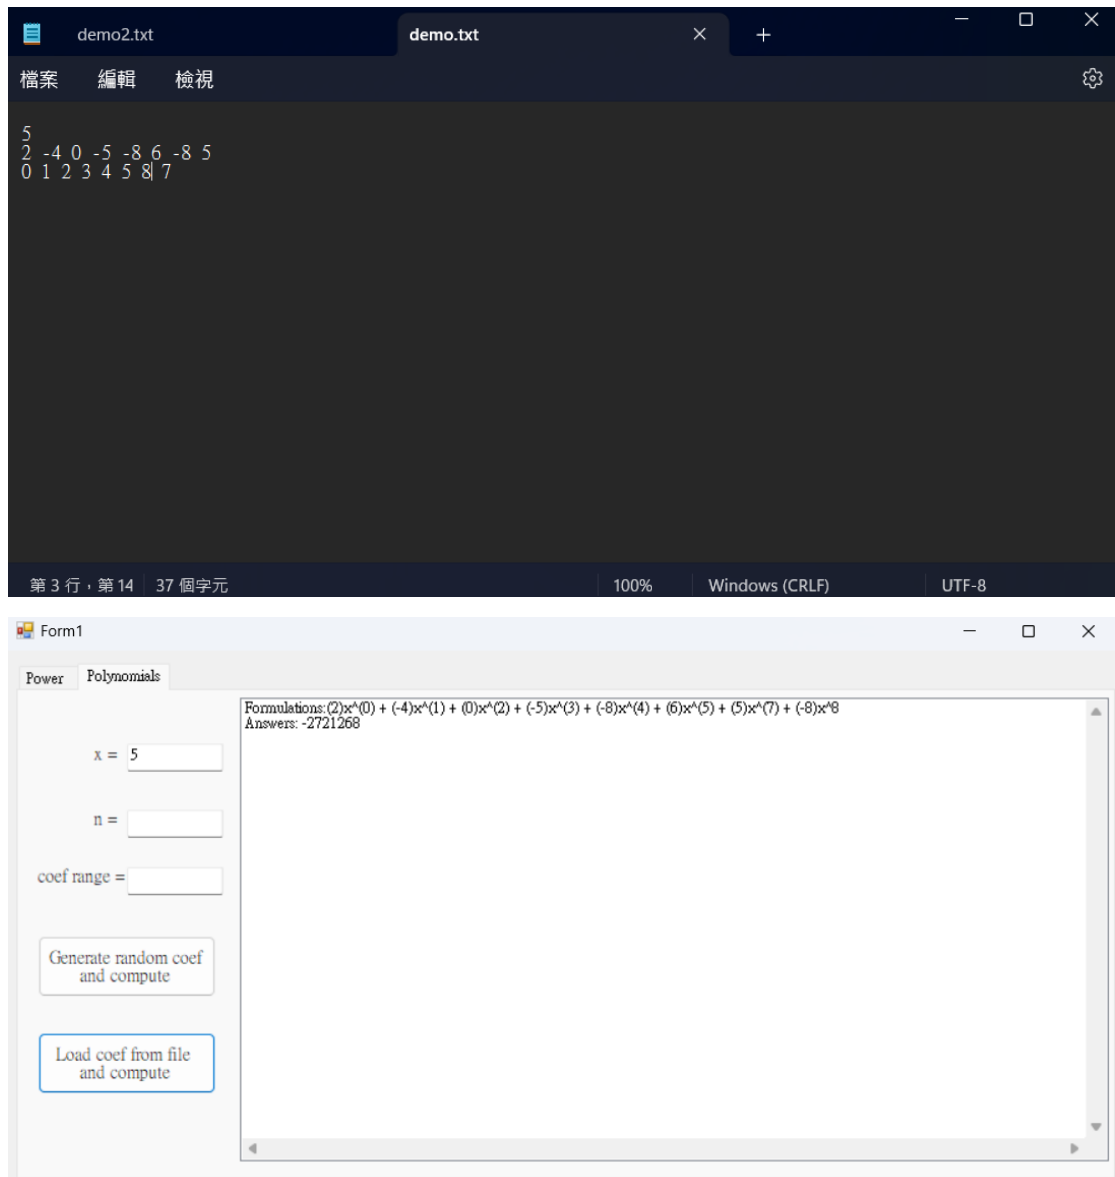 demo2.txt
demo.txt
檔案 編輯 檢視
5
2 -4 0 -5 -8 6 -8 5
0 1 2 3 4 5 8 7
第 3 行，第 14 37 個字元 100% Windows (CRLF) UTF-8
Form1
Power Polynomials
Formulations:(2)x^(0) + (-4)x^(1) + (0)x^(2) + (-5)x^(3) + (-8)x^(4) + (6)x^(5) + (5)x^(7) + (-8)x^8
Answers: -2721268
x = 5
n =
coef range =
Generate random coef
and compute
Load coef from file
and compute